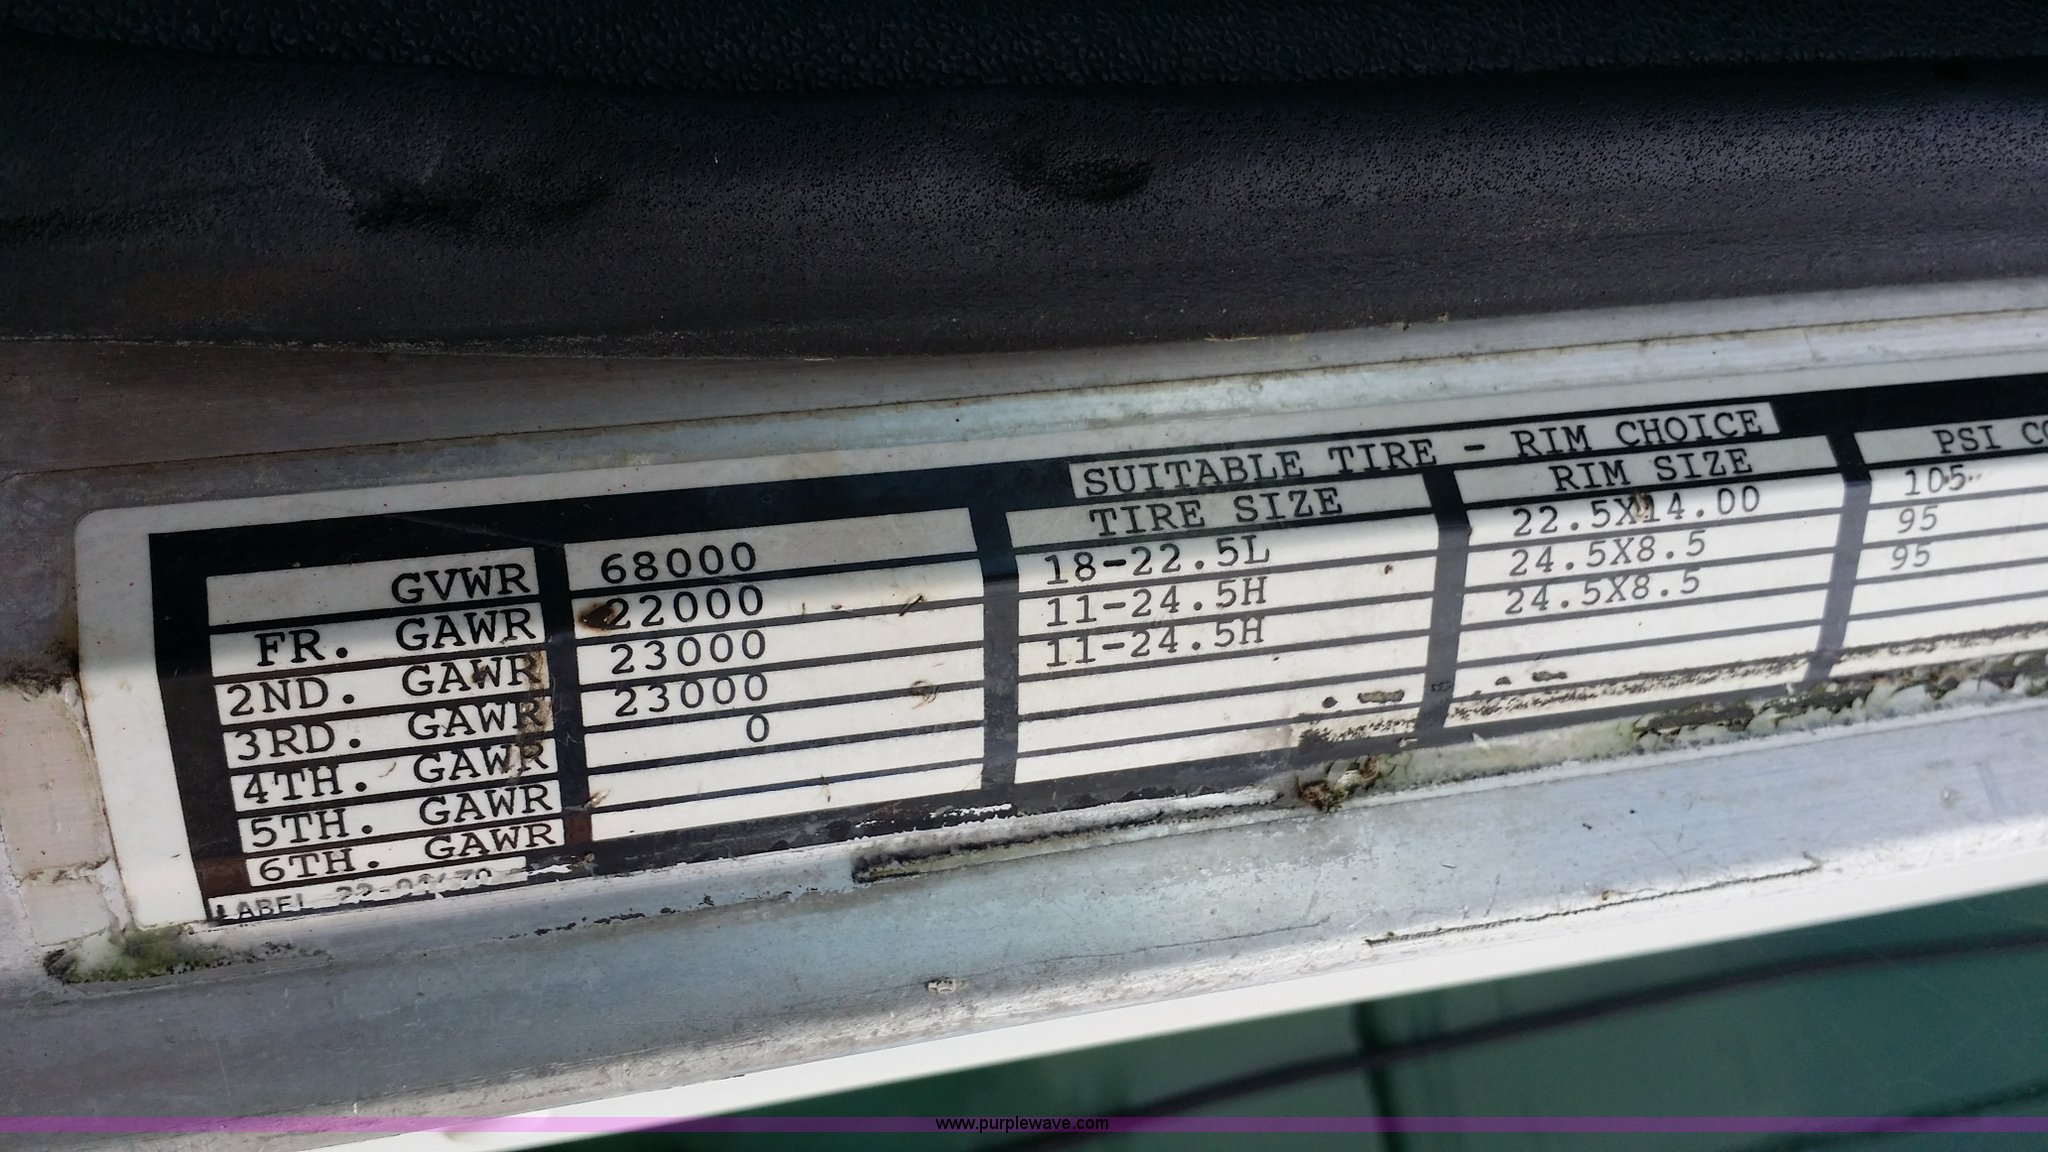 SUITABLE TIRE - RIM CHOICE
TIRE SIZE RIM SIZE PSI CO
GVWR 68000
FR. GAWR 22000 18-22.5L 22.5X14.00 105
2ND. GAWR 23000 11-24.5H 24.5X8.5 95
3RD. GAWR 23000 11-24.5H 24.5X8.5 95
4TH. GAWR 0
5TH. GAWR
6TH. GAWR
LABEL
www.purplewave.com